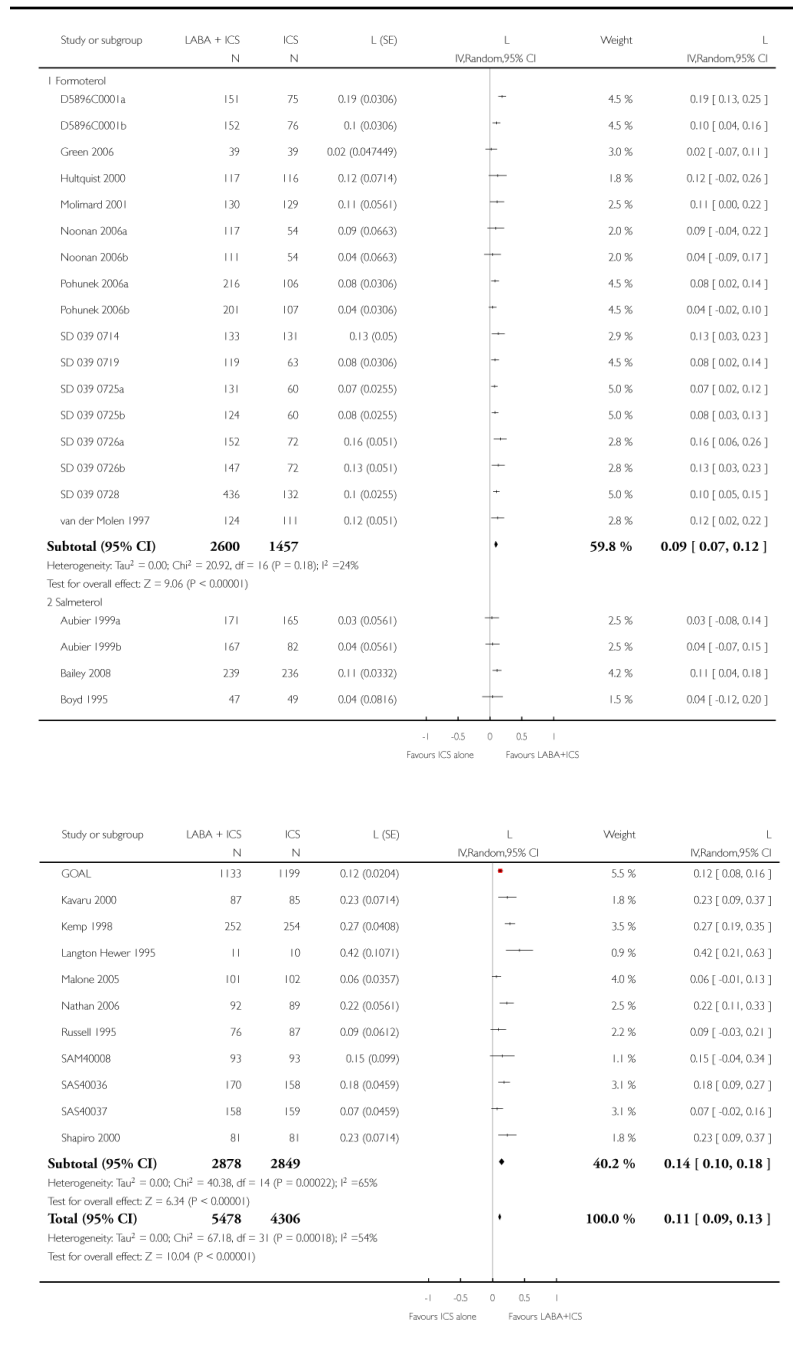 Study or subgroup LABA + ICS ICS L (SE) L Weight L
N N IV,Random,95% CI IV,Random,95% CI
1 Formoterol
D5896C0001a 151 75 0.19 (0.0306) 4.5 % 0.19 [ 0.13, 0.25 ]
D5896C0001b 152 76 0.1 (0.0306) 4.5 % 0.10 [ 0.04, 0.16 ]
Green 2006 39 39 0.02 (0.047449) 3.0 % 0.02 [ -0.07, 0.11 ]
Hultquist 2000 117 116 0.12 (0.0714) 1.8 % 0.12 [ -0.02, 0.26 ]
Molimard 2001 130 129 0.11 (0.0561) 2.5 % 0.11 [ 0.00, 0.22 ]
Noonan 2006a 117 54 0.09 (0.0663) 2.0 % 0.09 [ -0.04, 0.22 ]
Noonan 2006b 111 54 0.04 (0.0663) 2.0 % 0.04 [ -0.09, 0.17 ]
Pohunek 2006a 216 106 0.08 (0.0306) 4.5 % 0.08 [ 0.02, 0.14 ]
Pohunek 2006b 201 107 0.04 (0.0306) 4.5 % 0.04 [ -0.02, 0.10 ]
SD 039 0714 133 131 0.13 (0.05) 2.9 % 0.13 [ 0.03, 0.23 ]
SD 039 0719 119 63 0.08 (0.0306) 4.5 % 0.08 [ 0.02, 0.14 ]
SD 039 0725a 131 60 0.07 (0.0255) 5.0 % 0.07 [ 0.02, 0.12 ]
SD 039 0725b 124 60 0.08 (0.0255) 5.0 % 0.08 [ 0.03, 0.13 ]
SD 039 0726a 152 72 0.16 (0.051) 2.8 % 0.16 [ 0.06, 0.26 ]
SD 039 0726b 147 72 0.13 (0.051) 2.8 % 0.13 [ 0.03, 0.23 ]
SD 039 0728 436 132 0.1 (0.0255) 5.0 % 0.10 [ 0.05, 0.15 ]
van der Molen 1997 124 111 0.12 (0.051) 2.8 % 0.12 [ 0.02, 0.22 ]
Subtotal (95% CI) 2600 1457 59.8 % 0.09 [ 0.07, 0.12 ]
Heterogeneity: Tau² = 0.00; Chi² = 20.92, df = 16 (P = 0.18); I² =24%
Test for overall effect: Z = 9.06 (P < 0.00001)
2 Salmeterol
Aubier 1999a 171 165 0.03 (0.0561) 2.5 % 0.03 [ -0.08, 0.14 ]
Aubier 1999b 167 82 0.04 (0.0561) 2.5 % 0.04 [ -0.07, 0.15 ]
Bailey 2008 239 236 0.11 (0.0332) 4.2 % 0.11 [ 0.04, 0.18 ]
Boyd 1995 47 49 0.04 (0.0816) 1.5 % 0.04 [ -0.12, 0.20 ]
-1 -0.5 0 0.5 1
Favours ICS alone Favours LABA+ICS
Study or subgroup LABA + ICS ICS L (SE) L Weight L
N N IV,Random,95% CI IV,Random,95% CI
GOAL 1133 1199 0.12 (0.0204) 5.5 % 0.12 [ 0.08, 0.16 ]
Kavaru 2000 87 85 0.23 (0.0714) 1.8 % 0.23 [ 0.09, 0.37 ]
Kemp 1998 252 254 0.27 (0.0408) 3.5 % 0.27 [ 0.19, 0.35 ]
Langton Hewer 1995 11 10 0.42 (0.1071) 0.9 % 0.42 [ 0.21, 0.63 ]
Malone 2005 101 102 0.06 (0.0357) 4.0 % 0.06 [ -0.01, 0.13 ]
Nathan 2006 92 89 0.22 (0.0561) 2.5 % 0.22 [ 0.11, 0.33 ]
Russell 1995 76 87 0.09 (0.0612) 2.2 % 0.09 [ -0.03, 0.21 ]
SAM40008 93 93 0.15 (0.099) 1.1 % 0.15 [ -0.04, 0.34 ]
SAS40036 170 158 0.18 (0.0459) 3.1 % 0.18 [ 0.09, 0.27 ]
SAS40037 158 159 0.07 (0.0459) 3.1 % 0.07 [ -0.02, 0.16 ]
Shapiro 2000 81 81 0.23 (0.0714) 1.8 % 0.23 [ 0.09, 0.37 ]
Subtotal (95% CI) 2878 2849 40.2 % 0.14 [ 0.10, 0.18 ]
Heterogeneity: Tau² = 0.00; Chi² = 40.38, df = 14 (P = 0.00022); I² =65%
Test for overall effect: Z = 6.34 (P < 0.00001)
Total (95% CI) 5478 4306 100.0 % 0.11 [ 0.09, 0.13 ]
Heterogeneity: Tau² = 0.00; Chi² = 67.18, df = 31 (P = 0.00018); I² =54%
Test for overall effect: Z = 10.04 (P < 0.00001)
-1 -0.5 0 0.5 1
Favours ICS alone Favours LABA+ICS